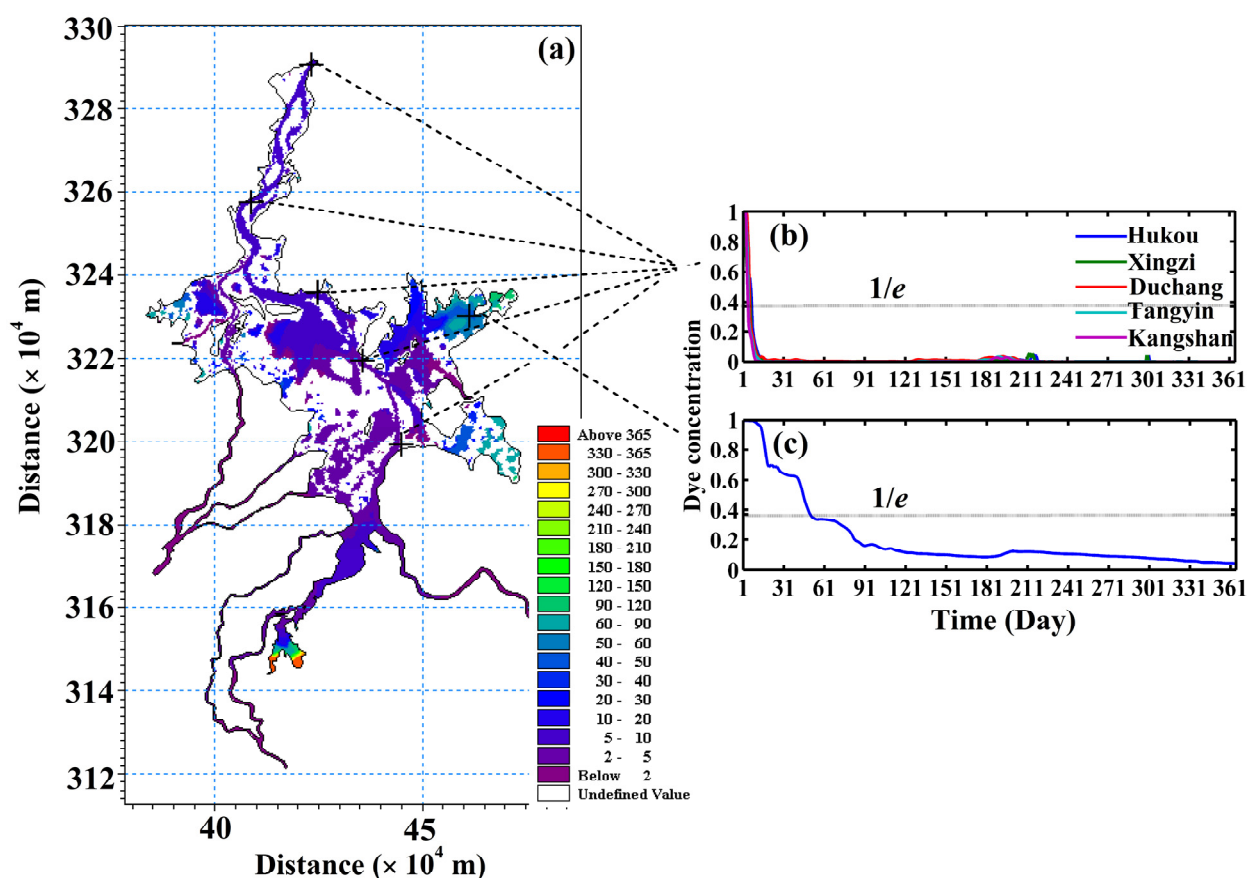 (a)
330
328
326
324
322
320
318
316
314
312
Distance (× 10⁴ m)
40 45
Distance (× 10⁴ m)
Above 365
330 - 365
300 - 330
270 - 300
240 - 270
210 - 240
180 - 210
150 - 180
120 - 150
90 - 120
60 - 90
50 - 60
40 - 50
30 - 40
20 - 30
10 - 20
5 - 10
2 - 5
Below 2
Undefined Value
(b)
1
0.8
0.6
0.4
0.2
0
1/e
Hukou
Xingzi
Duchang
Tangyin
Kangshan
1 31 61 91 121 151 181 211 241 271 301 331 361
Dye concentration
(c)
1
0.8
0.6
0.4
0.2
0
1/e
1 31 61 91 121 151 181 211 241 271 301 331 361
Time (Day)